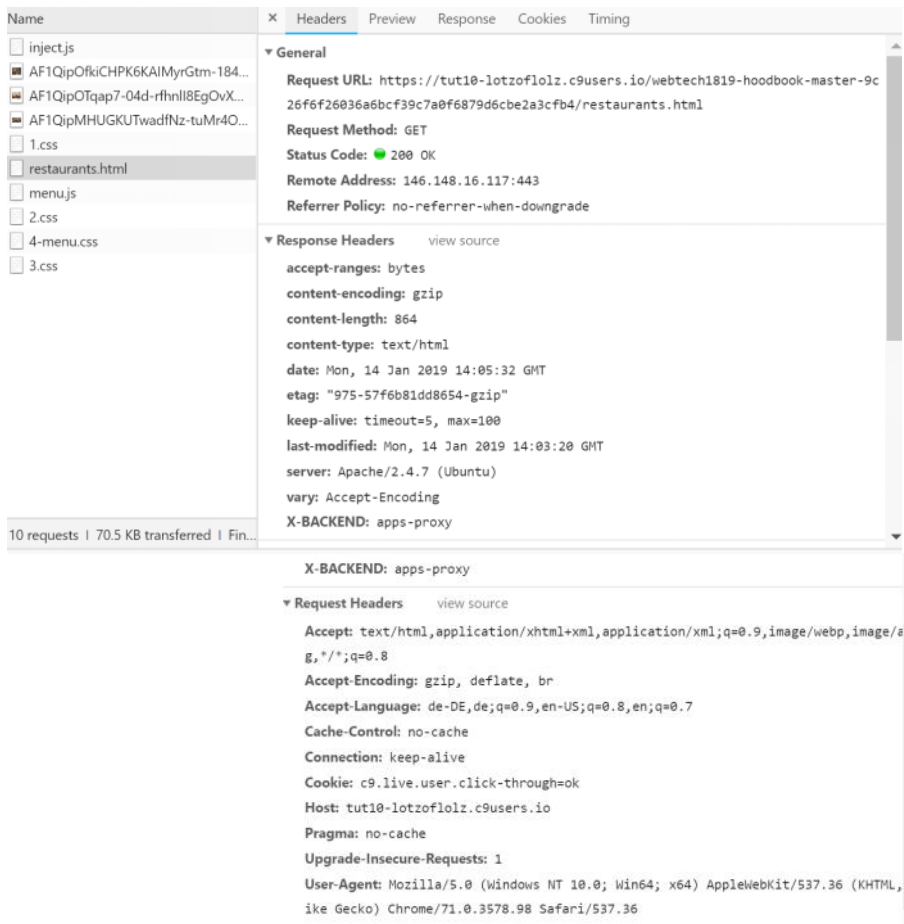 Name
inject.js
AF1QipOfkiCHPK6KAlMyrGtm-184...
AF1QipOTqap7-04d-rfhnlI8EgOvX...
AF1QipMHUGKUTwadfNz-tuMr4O...
1.css
restaurants.html
menu.js
2.css
4-menu.css
3.css
10 requests | 70.5 KB transferred | Fin...
× Headers Preview Response Cookies Timing
▼ General
Request URL: https://tut10-lotzoflolz.c9users.io/webtech1819-hoodbook-master-9c
26f6f26036a6bcf39c7a0f6879d6cbe2a3cfb4/restaurants.html
Request Method: GET
Status Code: 200 OK
Remote Address: 146.148.16.117:443
Referrer Policy: no-referrer-when-downgrade
▼ Response Headers view source
accept-ranges: bytes
content-encoding: gzip
content-length: 864
content-type: text/html
date: Mon, 14 Jan 2019 14:05:32 GMT
etag: "975-57f6b81dd8654-gzip"
keep-alive: timeout=5, max=100
last-modified: Mon, 14 Jan 2019 14:03:20 GMT
server: Apache/2.4.7 (Ubuntu)
vary: Accept-Encoding
X-BACKEND: apps-proxy
X-BACKEND: apps-proxy
▼ Request Headers view source
Accept: text/html,application/xhtml+xml,application/xml;q=0.9,image/webp,image/a
g,*/*;q=0.8
Accept-Encoding: gzip, deflate, br
Accept-Language: de-DE,de;q=0.9,en-US;q=0.8,en;q=0.7
Cache-Control: no-cache
Connection: keep-alive
Cookie: c9.live.user.click-through=ok
Host: tut10-lotzoflolz.c9users.io
Pragma: no-cache
Upgrade-Insecure-Requests: 1
User-Agent: Mozilla/5.0 (Windows NT 10.0; Win64; x64) AppleWebKit/537.36 (KHTML,
ike Gecko) Chrome/71.0.3578.98 Safari/537.36